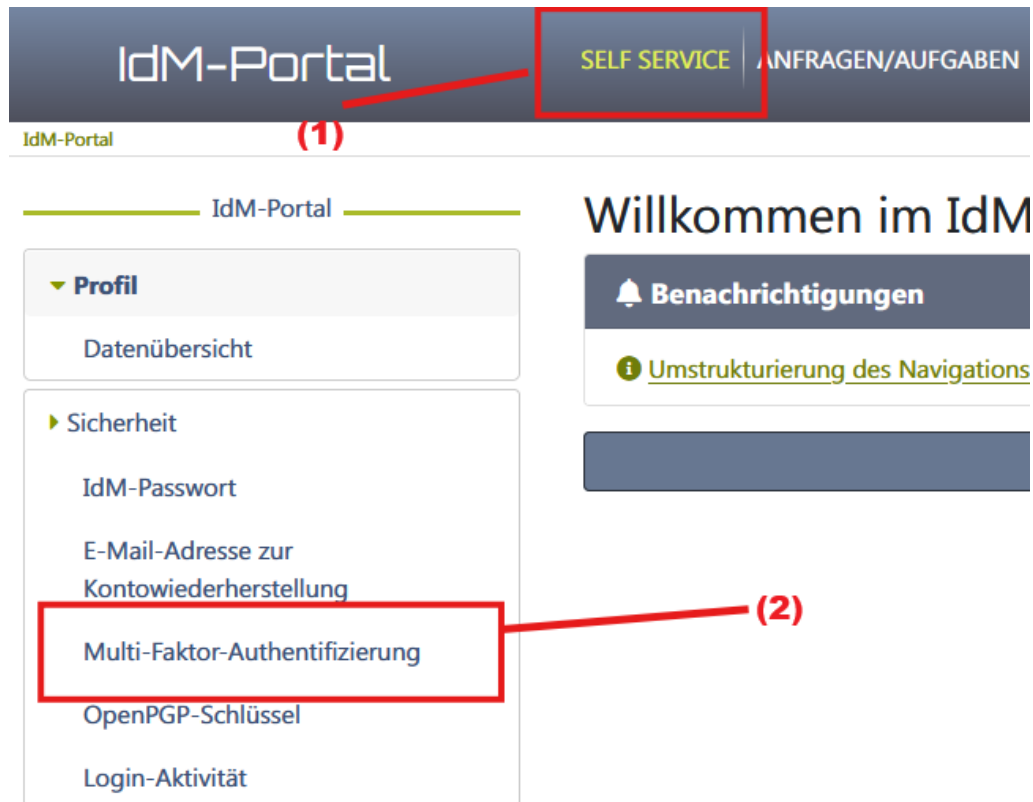 IdM-Portal
SELF SERVICE ANFRAGEN/AUFGABEN
(1)
IdM-Portal
IdM-Portal
Profil
Datenübersicht
Sicherheit
IdM-Passwort
E-Mail-Adresse zur
Kontowiederherstellung
Multi-Faktor-Authentifizierung
(2)
OpenPGP-Schlüssel
Login-Aktivität
Willkommen im IdM
Benachrichtigungen
Umstrukturierung des Navigations